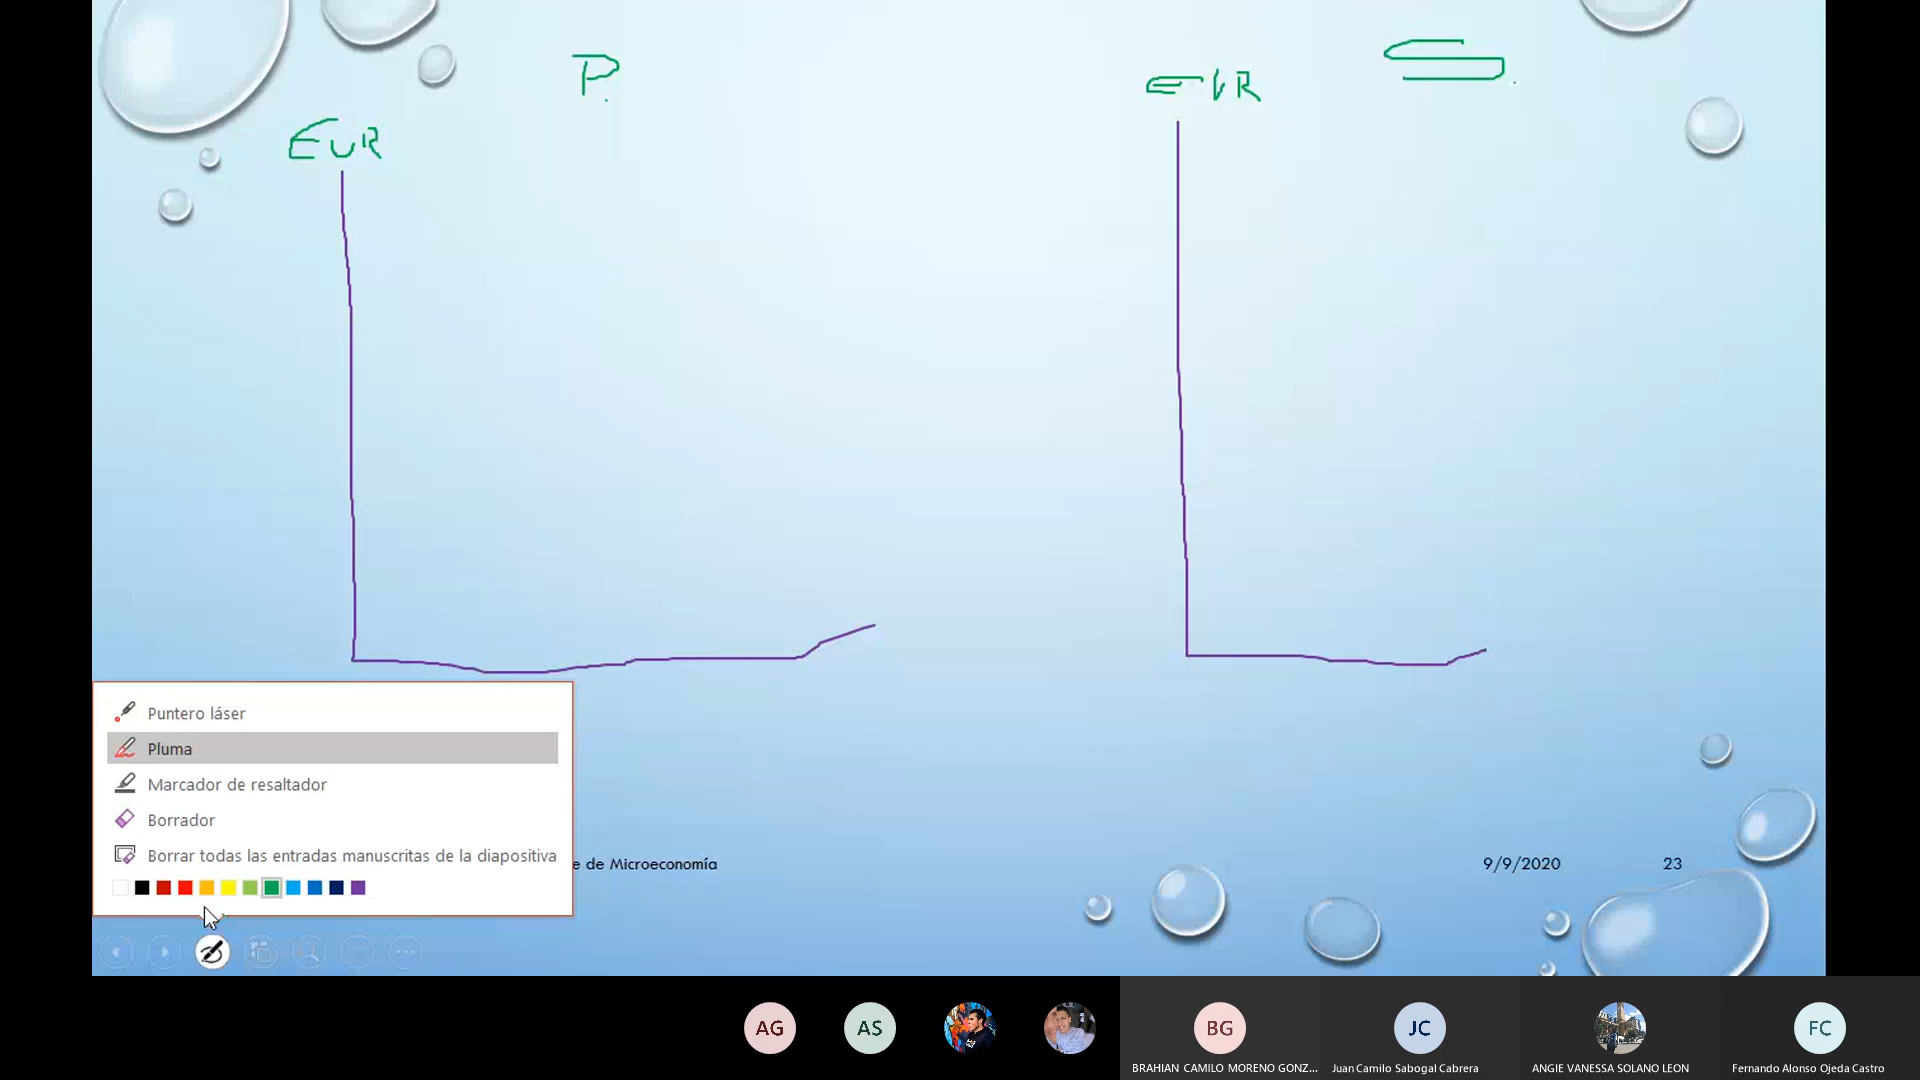 P.
S.
EUR
EUR
Puntero láser
Pluma
Marcador de resaltador
Borrador
Borrar todas las entradas manuscritas de la diapositiva
e de Microeconomía
9/9/2020
23
AG
AS
BG
JC
FC
BRAHIAN CAMILO MORENO GONZ...
Juan Camilo Sabogal Cabrera
ANGIE VANESSA SOLANO LEON
Fernando Alonso Ojeda Castro